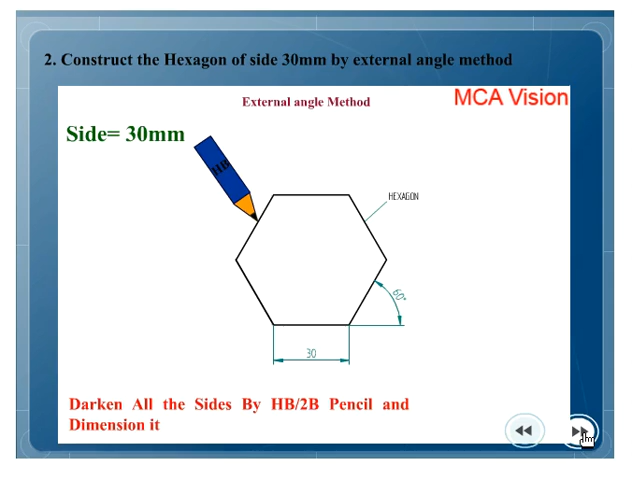 2. Construct the Hexagon of side 30mm by external angle method
External angle Method
MCA Vision
Side= 30mm
HB
HEXAGON
60°
30
Darken All the Sides By HB/2B Pencil and
Dimension it